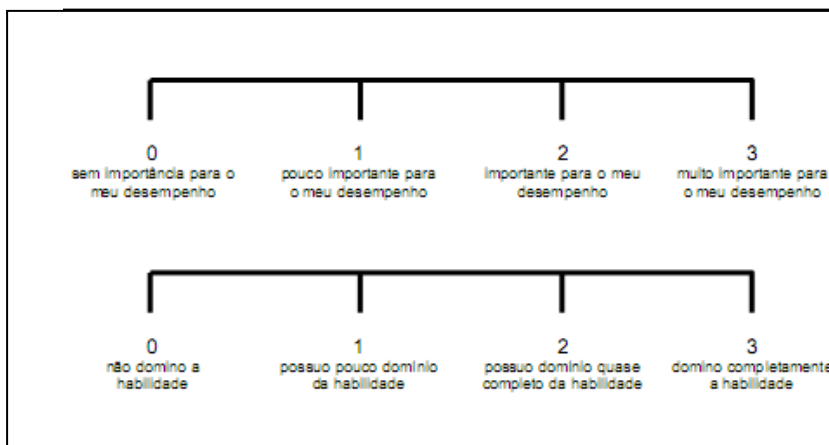 0 1 2 3
sem importância para o pouco importante para importante para o meu muito importante para
meu desempenho o meu desempenho desempenho o meu desempenho
0 1 2 3
não domino a possuo pouco domínio possuo domínio quase domino completamente
habilidade da habilidade completo da habilidade a habilidade